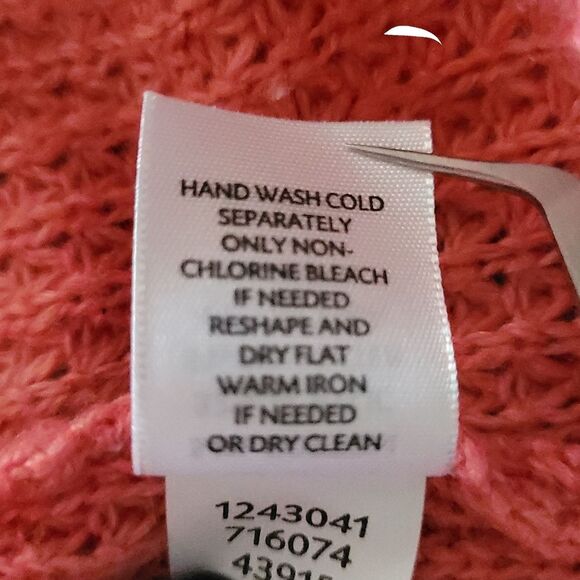 HAND WASH COLD
SEPARATELY
ONLY NON-
CHLORINE BLEACH
IF NEEDED
RESHAPE AND
DRY FLAT
WARM IRON
IF NEEDED
OR DRY CLEAN
1243041
716074